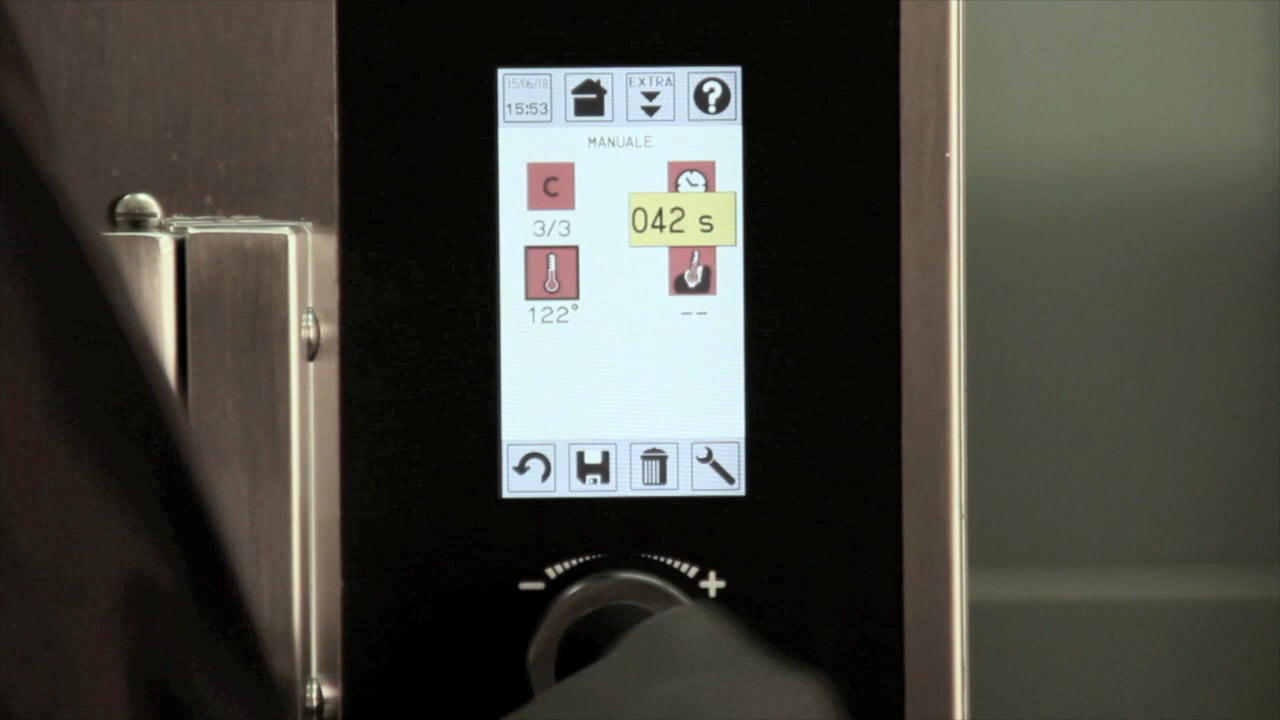 15/06/18
15:53
EXTRA
?
MANUALE
C
3/3
042 s
122°
--
- +